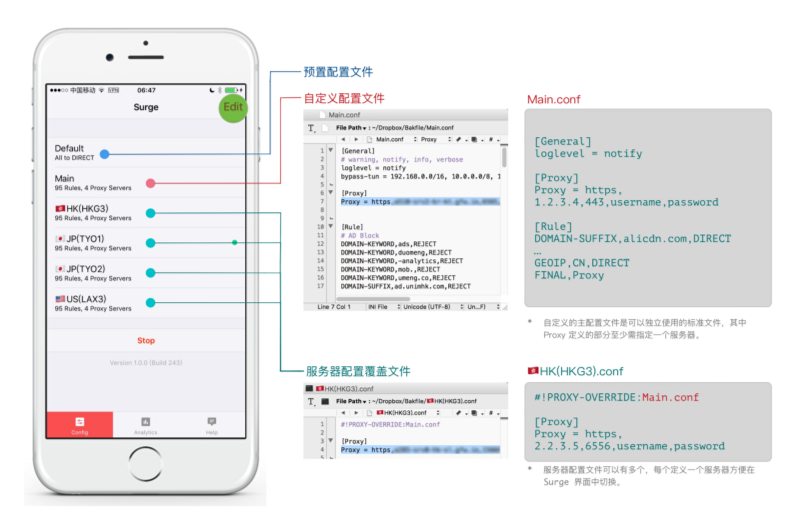 预置配置文件
自定义配置文件
中国移动
06:47
Surge
Edit
Default
All to DIRECT
Main
95 Rules, 4 Proxy Servers
HK(HKG3)
95 Rules, 4 Proxy Servers
JP(TYO1)
95 Rules, 4 Proxy Servers
JP(TYO2)
95 Rules, 4 Proxy Servers
US(LAX3)
95 Rules, 4 Proxy Servers
Stop
Version 1.0.0 (Build 243)
Config
Analytics
Help
Main.conf
File Path ▾ : ~/Dropbox/Bakfile/Main.conf
Main.conf Proxy
1 [General]
2 # warning, notify, info, verbose
3 loglevel = notify
4 bypass-tun = 192.168.0.0/16, 10.0.0.0/8, 1
5
6 [Proxy]
7 Proxy = https,
8
9
10 [Rule]
11 # AD Block
12 DOMAIN-KEYWORD,ads,REJECT
13 DOMAIN-KEYWORD,duomeng,REJECT
14 DOMAIN-KEYWORD,-analytics,REJECT
15 DOMAIN-KEYWORD,mob.,REJECT
16 DOMAIN-KEYWORD,umeng.co,REJECT
17 DOMAIN-SUFFIX,ad.unimhk.com,REJECT
Line 7 Col 1 INI File Unicode (UTF-8) Un...F)
Main.conf
[General]
loglevel = notify
[Proxy]
Proxy = https,
1.2.3.4,443,username,password
[Rule]
DOMAIN-SUFFIX,alicdn.com,DIRECT
…
GEOIP,CN,DIRECT
FINAL,Proxy
* 自定义的主配置文件是可以独立使用的标准文件，其中
Proxy 定义的部分至少需指定一个服务器。
服务器配置覆盖文件
HK(HKG3).conf
File Path ▾ : ~/Dropbox/Bakfile/HK(HKG3).conf
HK(HKG3).conf
1 #!PROXY-OVERRIDE:Main.conf
2
3 [Proxy]
4 Proxy = https,
5
HK(HKG3).conf
#!PROXY-OVERRIDE:Main.conf
[Proxy]
Proxy = https,
2.2.3.5,6556,username,password
* 服务器配置文件可以有多个，每个定义一个服务器方便在
Surge 界面中切换。